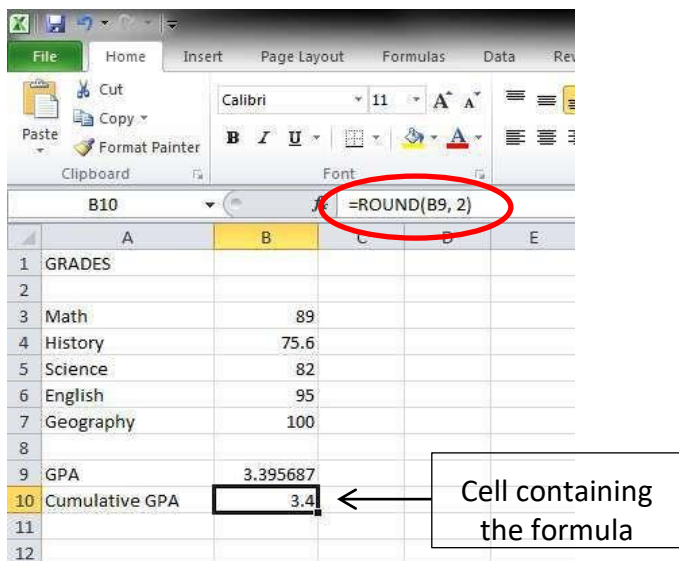 File Home Insert Page Layout Formulas Data
Cut
Calibri 11 A A
Copy
Paste
Format Painter
B I U A
Clipboard Font
B10 =ROUND(B9, 2)
A B C D E
1 GRADES
2
3 Math 89
4 History 75.6
5 Science 82
6 English 95
7 Geography 100
8
9 GPA 3.395687
10 Cumulative GPA 3.4
11
12
Cell containing
the formula